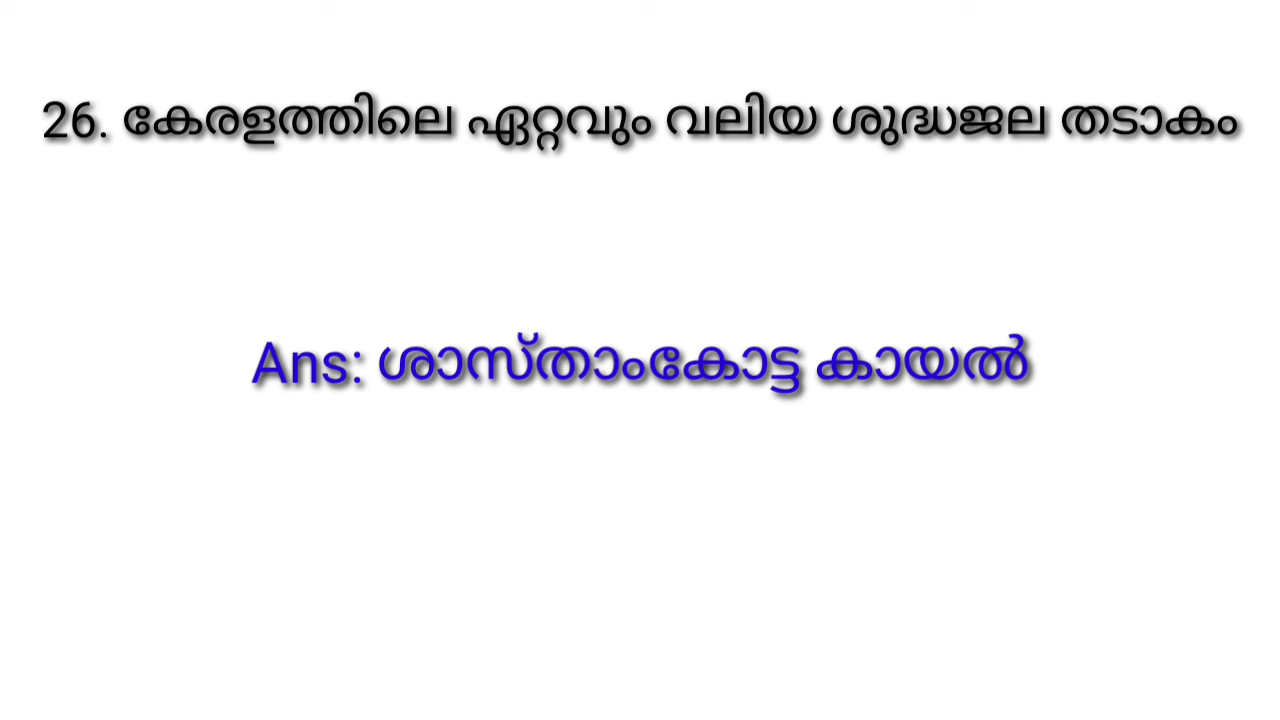 26. കേരളത്തിലെ ഏറ്റവും വലിയ ശുദ്ധജല തടാകം
Ans: ശാസ്താംകോട്ട കായൽ